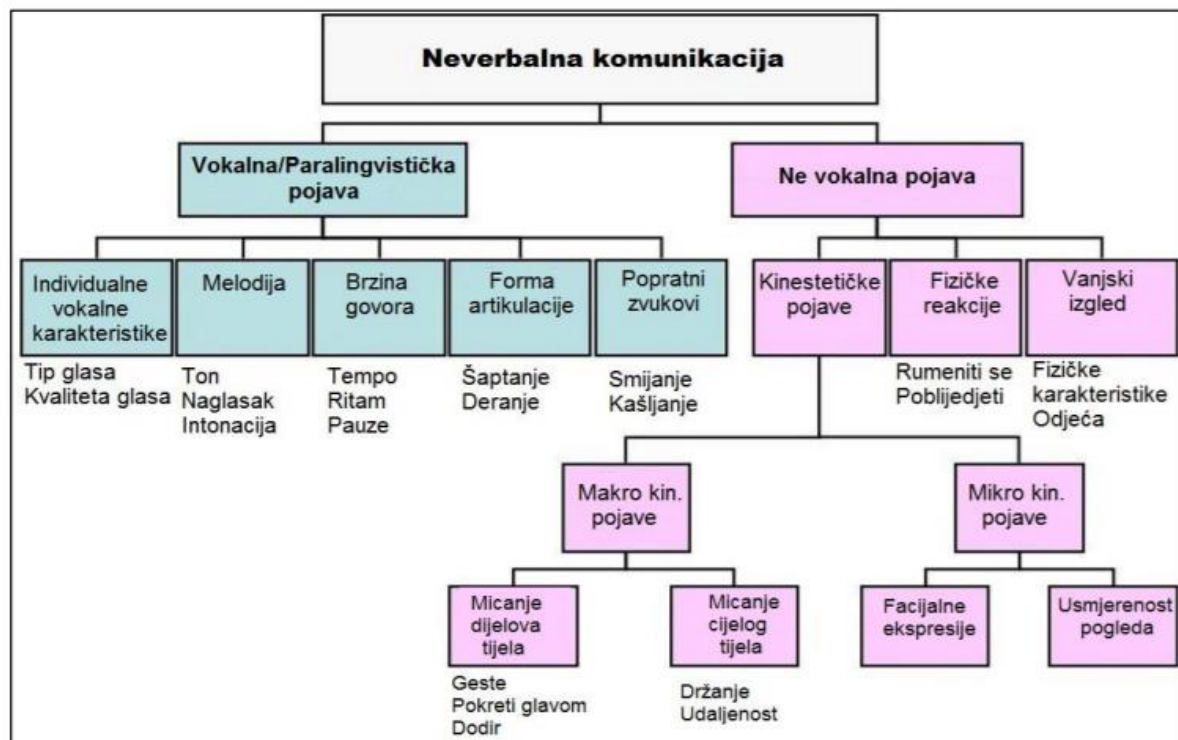 Neverbalna komunikacija
Vokalna/Paralingvistička
pojava
Ne vokalna pojava
Individualne
vokalne
karakteristike
Tip glasa
Kvaliteta glasa
Melodija
Ton
Naglasak
Intonacija
Brzina
govora
Tempo
Ritam
Pauze
Forma
artikulacije
Šaptanje
Deranje
Popratni
zvukovi
Smijanje
Kašljanje
Kinestetičke
pojave
Fizičke
reakcije
Rumeniti se
Poblijedjeti
Vanjski
izgled
Fizičke
karakteristike
Odjeća
Makro kin.
pojave
Mikro kin.
pojave
Micanje
dijelova
tijela
Geste
Pokreti glavom
Dodir
Micanje
cijelog
tijela
Držanje
Udaljenost
Facijalne
ekspresije
Usmjerenost
pogleda